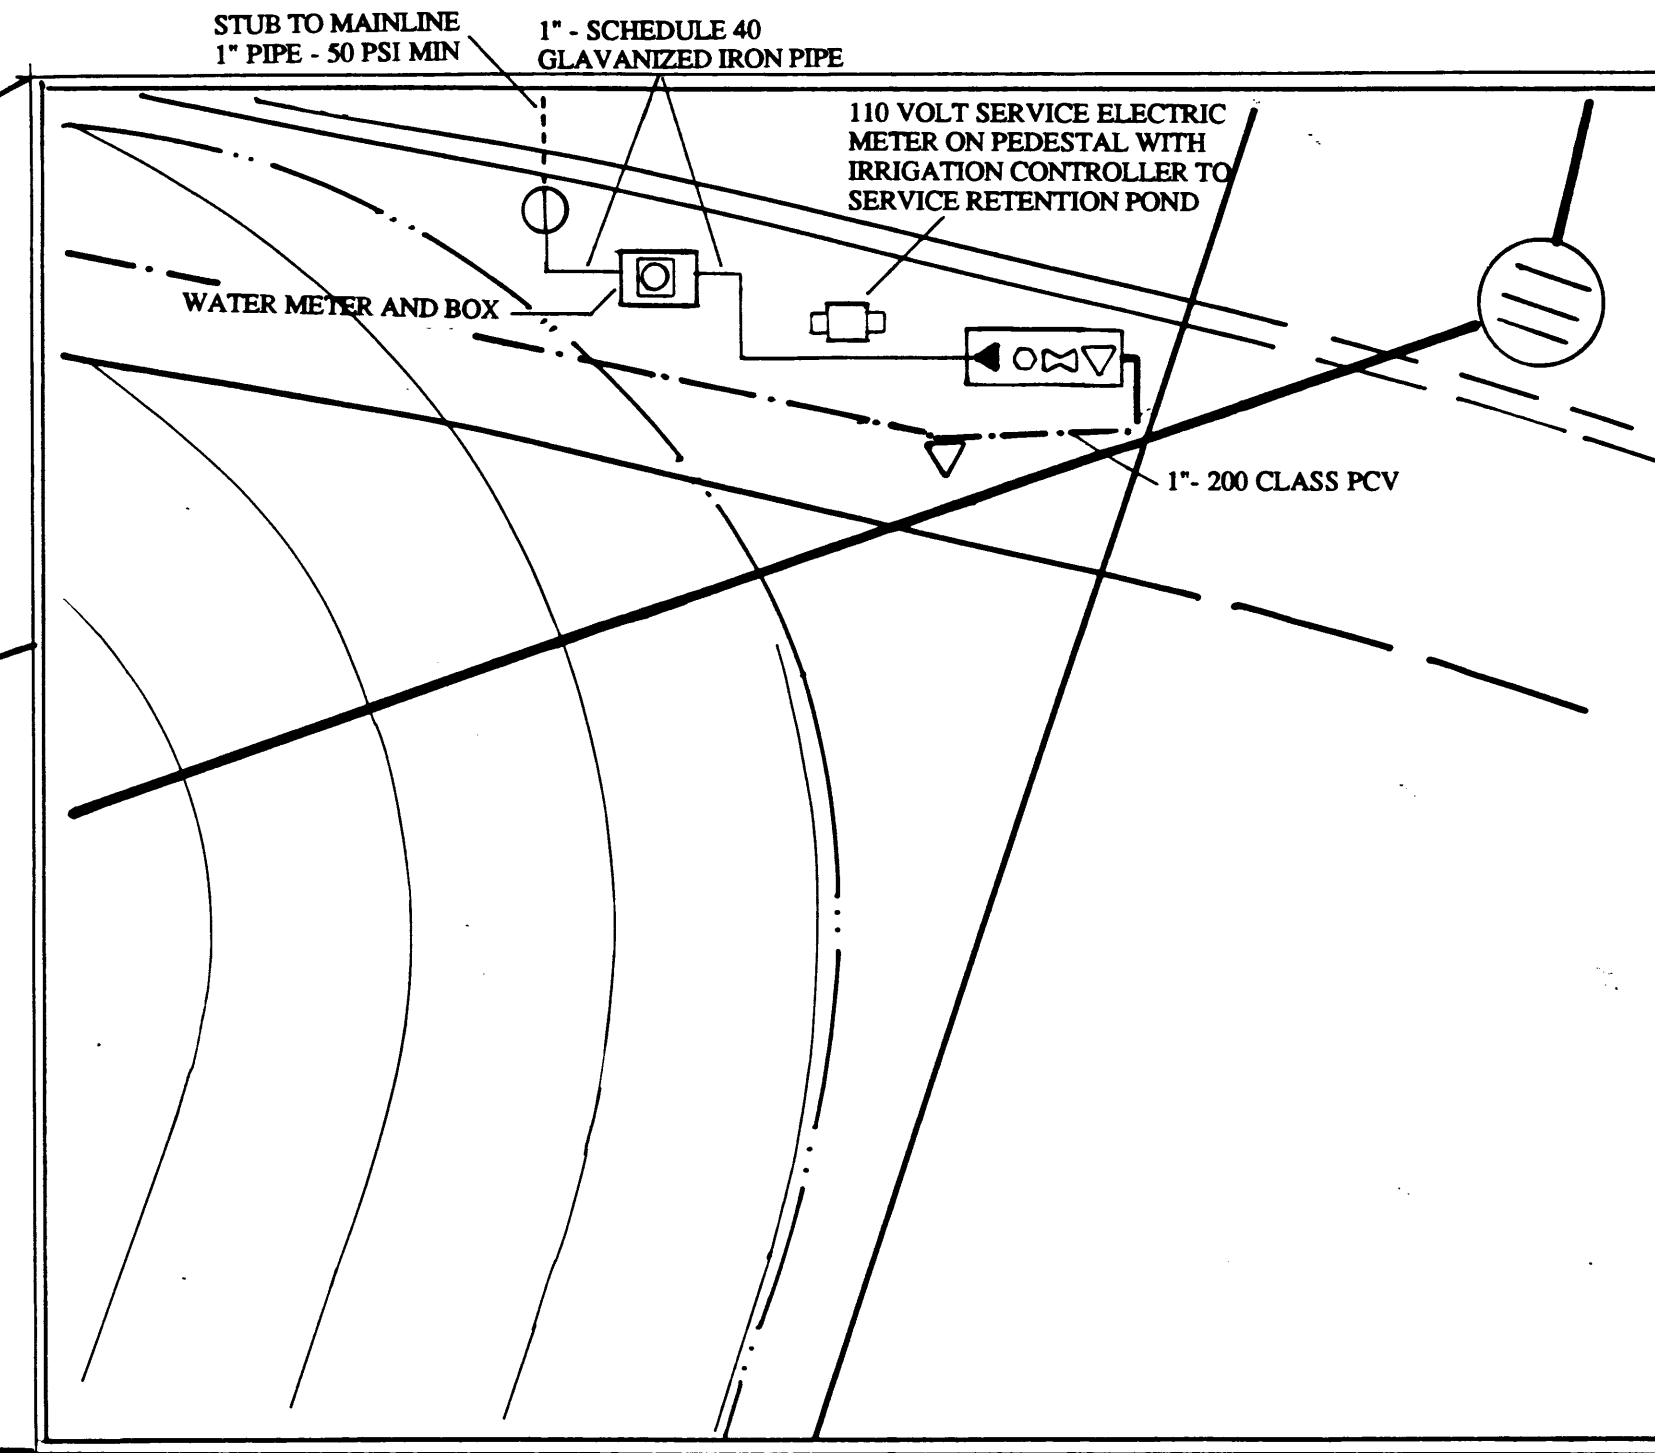 STUB TO MAINLINE
1" PIPE - 50 PSI MIN
1" - SCHEDULE 40
GLAVANIZED IRON PIPE
110 VOLT SERVICE ELECTRIC
METER ON PEDESTAL WITH
IRRIGATION CONTROLLER TO
SERVICE RETENTION POND
WATER METER AND BOX
1"- 200 CLASS PCV